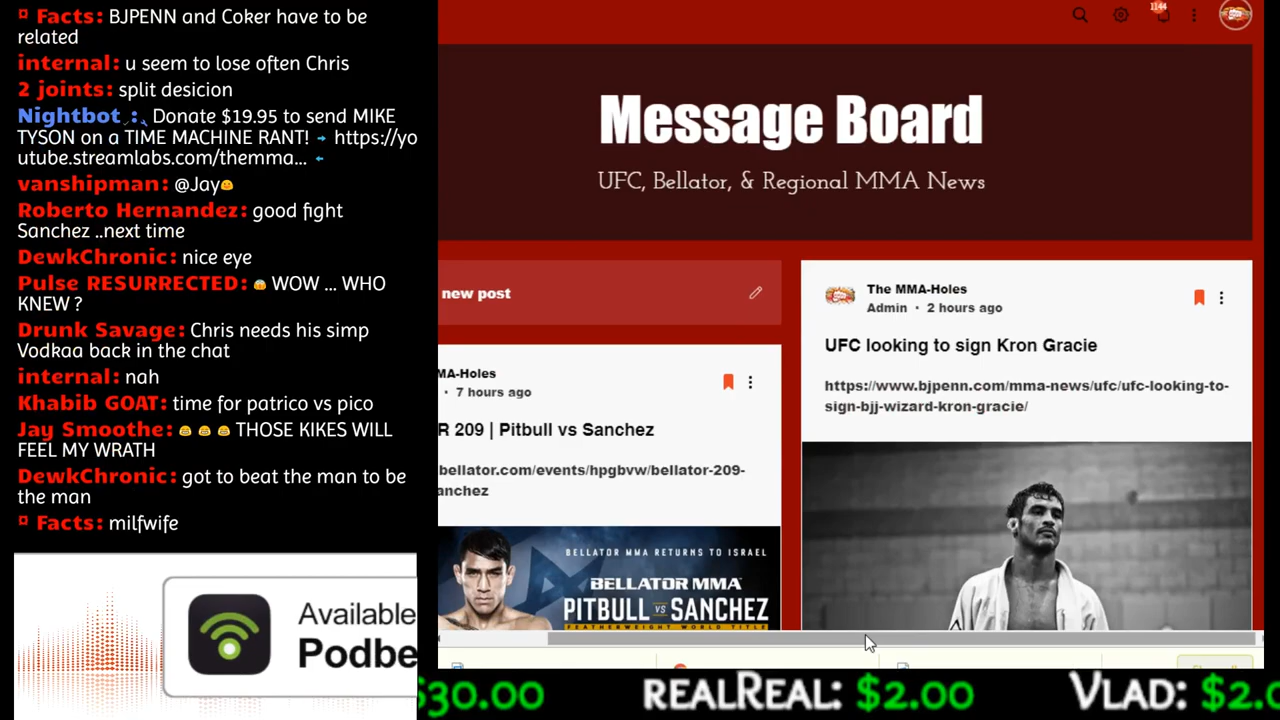 Facts: BJPENN and Coker have to be
related
internal: u seem to lose often Chris
2 joints: split desicion
Nightbot : Donate $19.95 to send MIKE
TYSON on a TIME MACHINE RANT! https://yo
utube.streamlabs.com/themma...
vanshipman: @Jay
Roberto Hernandez: good fight
Sanchez ..next time
DewkChronic: nice eye
Pulse RESURRECTED: WOW ... WHO
KNEW ?
Drunk Savage: Chris needs his simp
Vodkaa back in the chat
internal: nah
Khabib GOAT: time for patrico vs pico
Jay Smoothe: THOSE KIKES WILL
FEEL MY WRATH
DewkChronic: got to beat the man to be
the man
Facts: milfwife
Available
Podbe
1144
Message Board
UFC, Bellator, & Regional MMA News
new post
MA-Holes
· 7 hours ago
R 209 | Pitbull vs Sanchez
bellator.com/events/hpgbvw/bellator-209-
anchez
BELLATOR MMA RETURNS TO ISRAEL
BELLATOR MMA
PITBULL VS SANCHEZ
FEATHERWEIGHT WORLD TITLE
The MMA-Holes
Admin · 2 hours ago
UFC looking to sign Kron Gracie
https://www.bjpenn.com/mma-news/ufc/ufc-looking-to-
sign-bjj-wizard-kron-gracie/
$30.00 realReal: $2.00 Vlad: $2.0